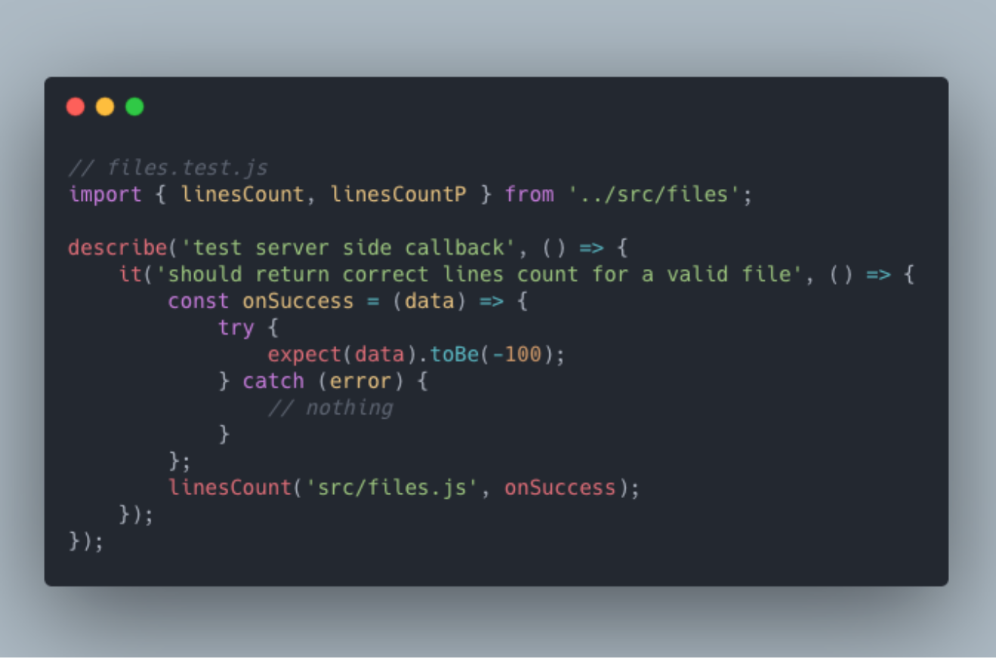 // files.test.js
import { linesCount, linesCountP } from '../src/files';
describe('test server side callback', () => {
    it('should return correct lines count for a valid file', () => {
        const onSuccess = (data) => {
            try {
                expect(data).toBe(-100);
            } catch (error) {
                // nothing
            }
        };
        linesCount('src/files.js', onSuccess);
    });
});